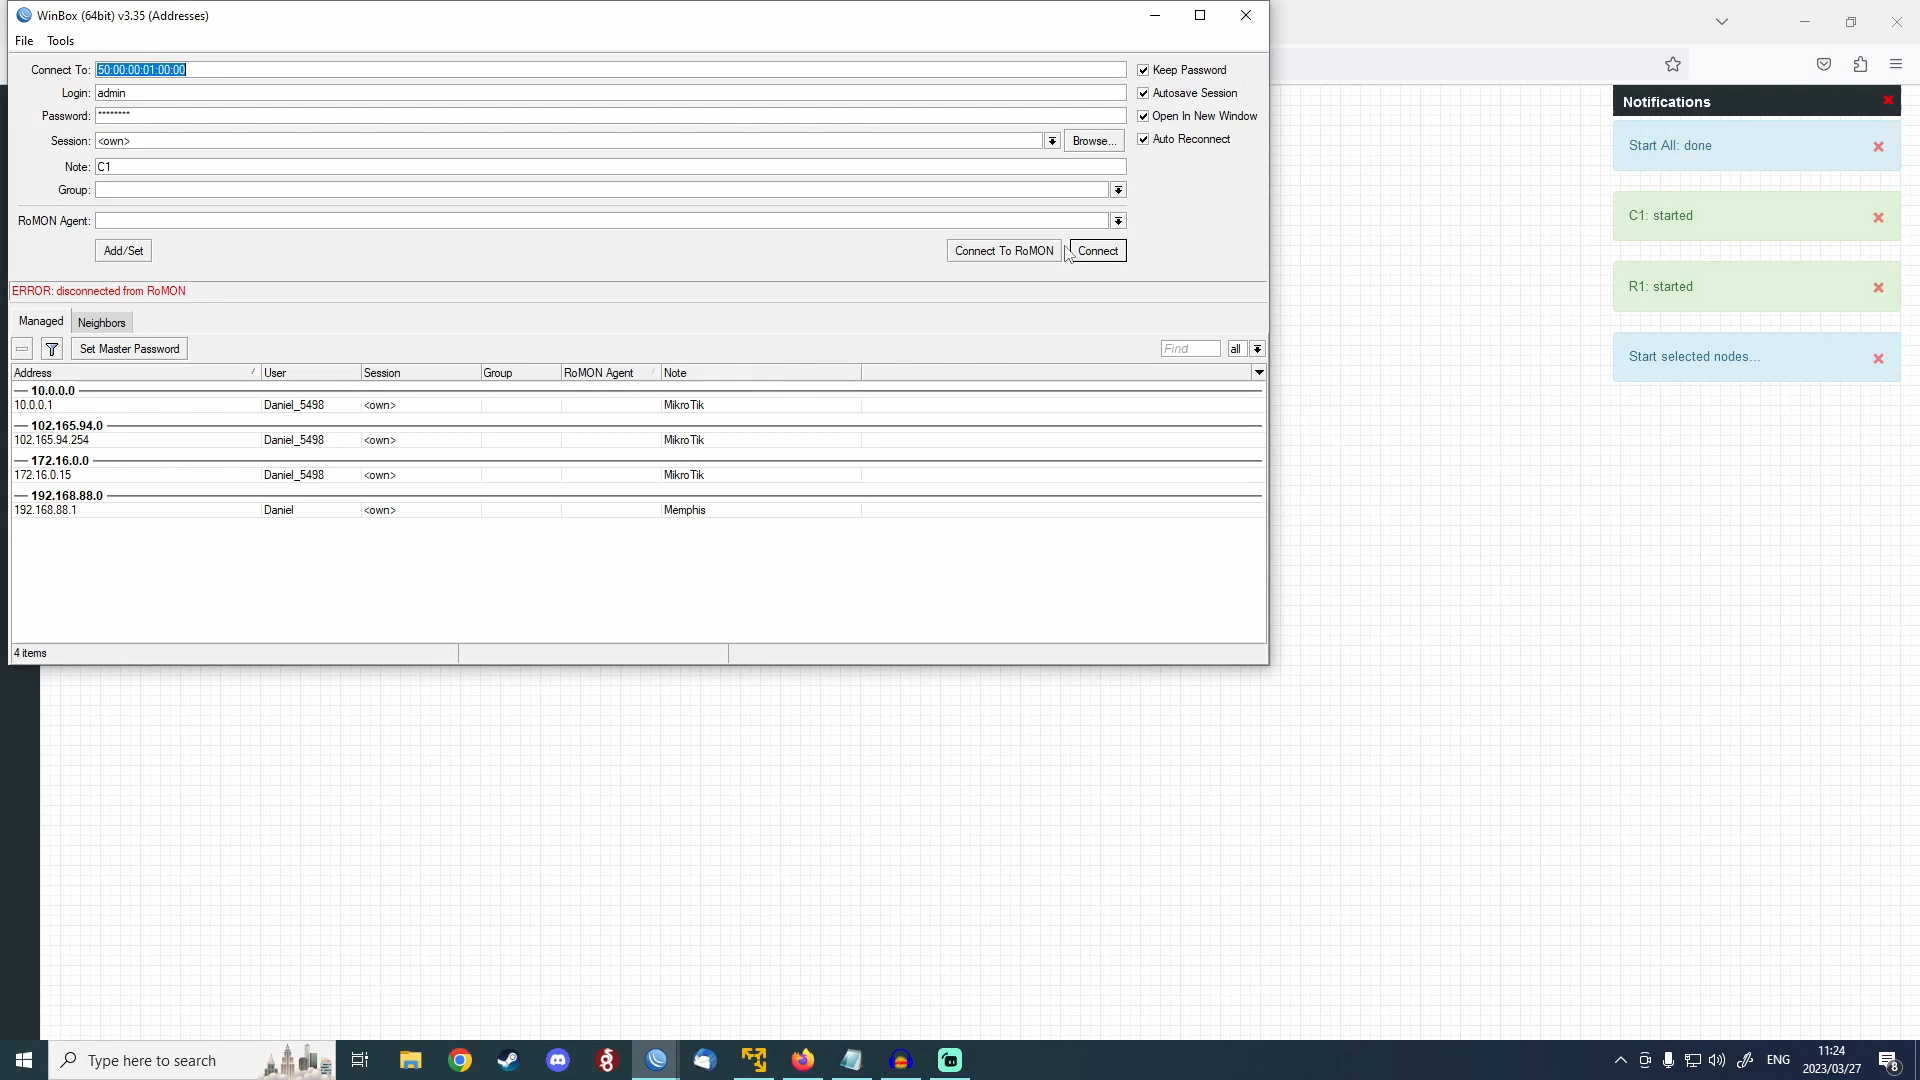 WinBox (64bit) v3.35 (Addresses)
File Tools
Connect To: 50:00:00:01:00:00
Keep Password
Login: admin
Autosave Session
Password: ********
Open In New Window
Session: <own>
Browse...
Auto Reconnect
Note: C1
Group:
RoMON Agent:
Add/Set
Connect To RoMON
Connect
ERROR: disconnected from RoMON
Managed Neighbors
Set Master Password
Find
all
Address User Session Group RoMON Agent Note
10.0.0.0
10.0.0.1 Daniel_5498 <own> MikroTik
102.165.94.0
102.165.94.254 Daniel_5498 <own> MikroTik
172.16.0.0
172.16.0.15 Daniel_5498 <own> MikroTik
192.168.88.0
192.168.88.1 Daniel <own> Memphis
4 items
Notifications
Start All: done
C1: started
R1: started
Start selected nodes...
Type here to search
ENG
11:24
2023/03/27
8